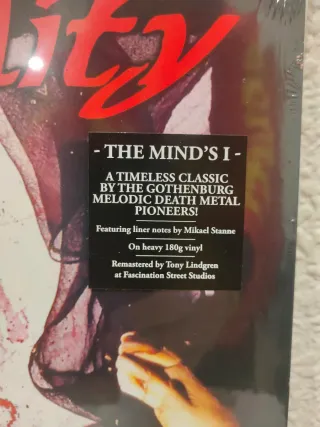 lity
- THE MIND'S I -
A TIMELESS CLASSIC
BY THE GOTHENBURG
MELODIC DEATH METAL
PIONEERS!
Featuring liner notes by Mikael Stanne
On heavy 180g vinyl
Remastered by Tony Lindgren
at Fascination Street Studios